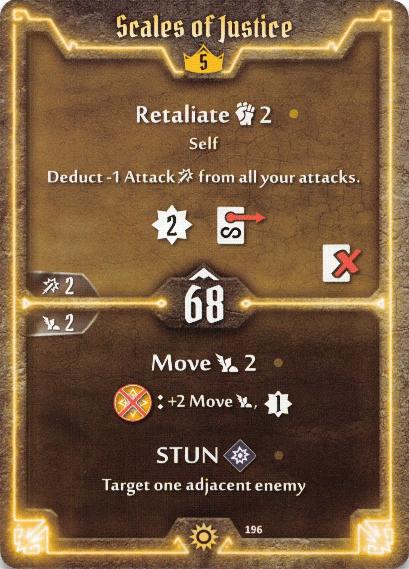 Scales of Justice
5
Retaliate 2
Self
Deduct -1 Attack from all your attacks.
2
2
68
2
Move 2
: +2 Move , 1
STUN
Target one adjacent enemy
196